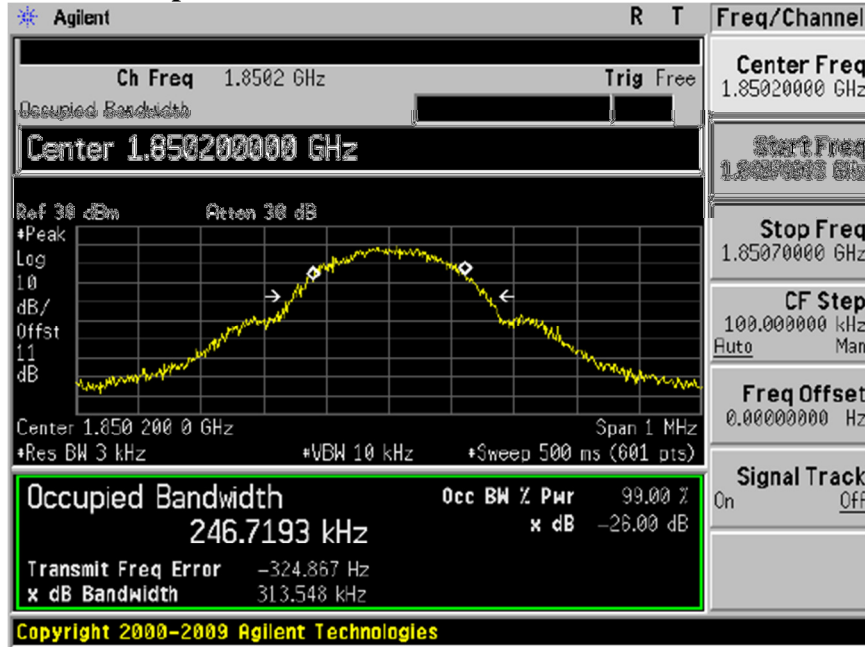 Agilent R T
Freq/Channel
Ch Freq 1.8502 GHz Trig Free
Occupied Bandwidth
Center 1.850200000 GHz
Ref 30 dBm Atten 30 dB
#Peak
Log
10
dB/
Offst
11
dB
Center 1.850 200 0 GHz Span 1 MHz
#Res BW 3 kHz #VBW 10 kHz #Sweep 500 ms (601 pts)
Occupied Bandwidth
246.7193 kHz
Occ BW % Pwr 99.00 %
x dB -26.00 dB
Transmit Freq Error -324.867 Hz
x dB Bandwidth 313.548 kHz
Center Freq
1.85020000 GHz
Start Freq
GHz
Stop Freq
1.85070000 GHz
CF Step
100.000000 kHz
Auto Man
Freq Offset
0.00000000 Hz
Signal Track
On Off
Copyright 2000-2009 Agilent Technologies